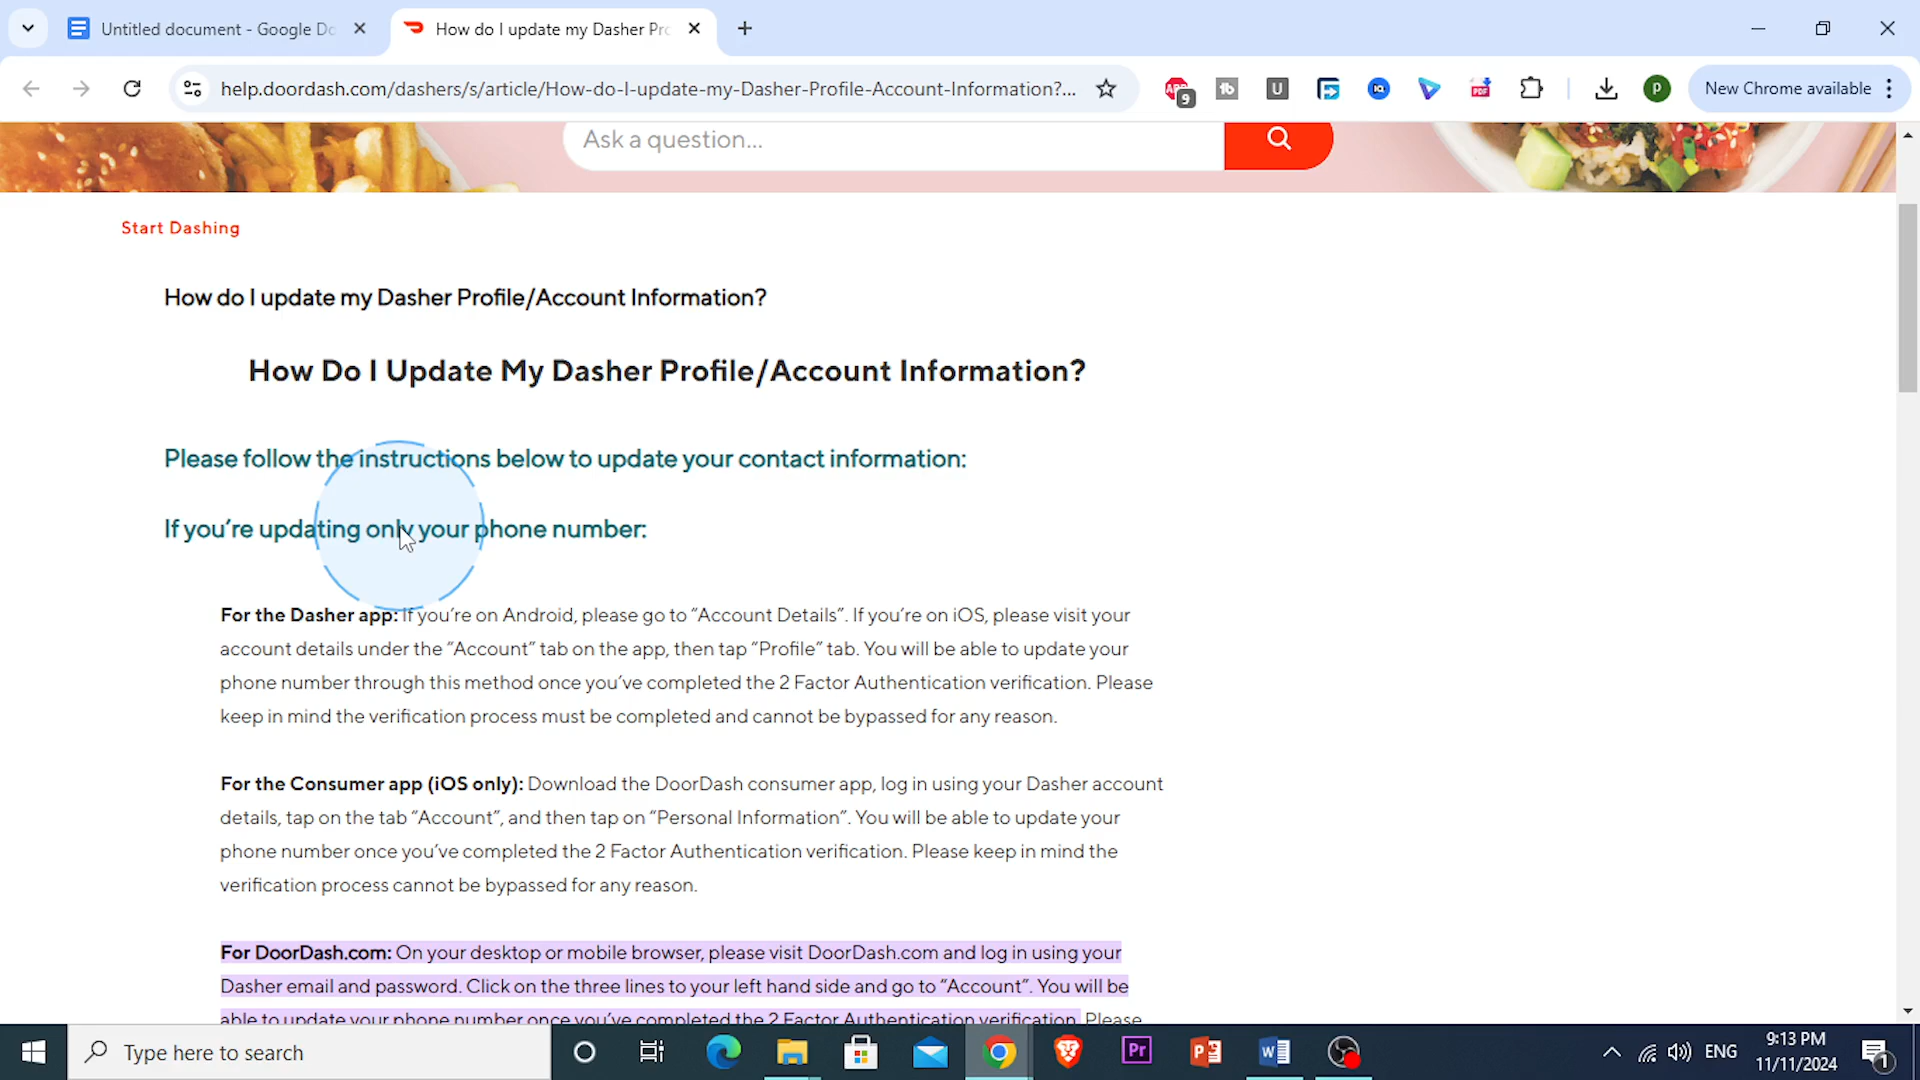 Untitled document - Google Do
How do I update my Dasher Pro
help.doordash.com/dashers/s/article/How-do-I-update-my-Dasher-Profile-Account-Information?...
9
tb
U
IQ
PDF
P
New Chrome available
Ask a question...
Start Dashing
How do I update my Dasher Profile/Account Information?
How Do I Update My Dasher Profile/Account Information?
Please follow the instructions below to update your contact information:
If you’re updating only your phone number:
For the Dasher app: If you’re on Android, please go to “Account Details”. If you’re on iOS, please visit your
account details under the “Account” tab on the app, then tap “Profile” tab. You will be able to update your
phone number through this method once you’ve completed the 2 Factor Authentication verification. Please
keep in mind the verification process must be completed and cannot be bypassed for any reason.
For the Consumer app (iOS only): Download the DoorDash consumer app, log in using your Dasher account
details, tap on the tab “Account”, and then tap on “Personal Information”. You will be able to update your
phone number once you’ve completed the 2 Factor Authentication verification. Please keep in mind the
verification process cannot be bypassed for any reason.
For DoorDash.com: On your desktop or mobile browser, please visit DoorDash.com and log in using your
Dasher email and password. Click on the three lines to your left hand side and go to “Account”. You will be
able to update your phone number once you’ve completed the 2 Factor Authentication verification. Please
Type here to search
Pr
ENG
9:13 PM
11/11/2024
1